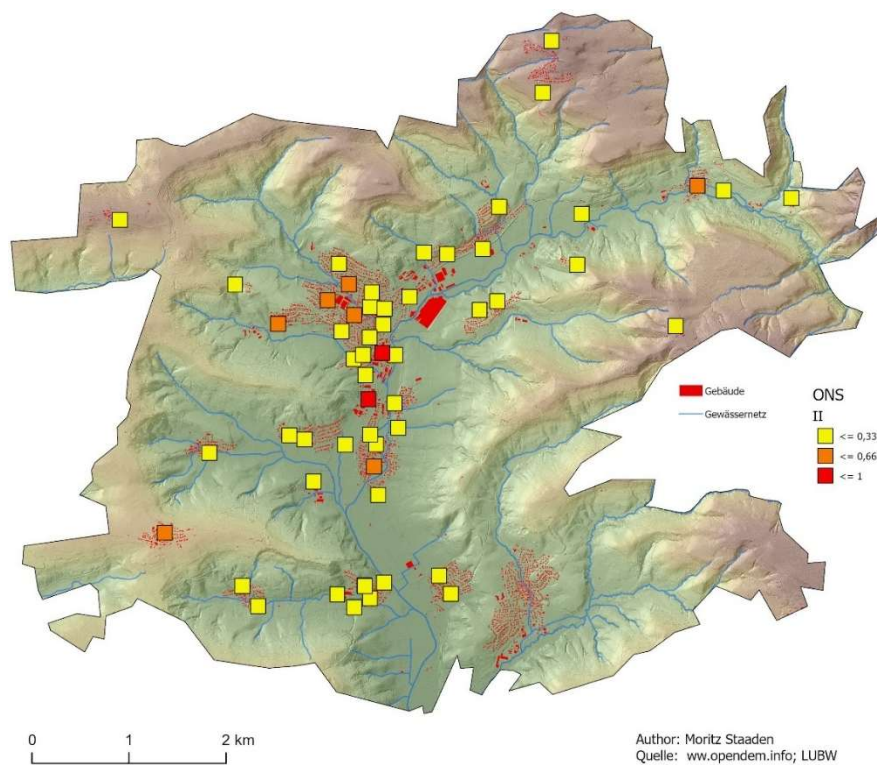 Gebäude
Gewässernetz
ONS
II
<= 0,33
<= 0,66
<= 1
0 1 2 km
Author: Moritz Staaden
Quelle: ww.opendem.info; LUBW